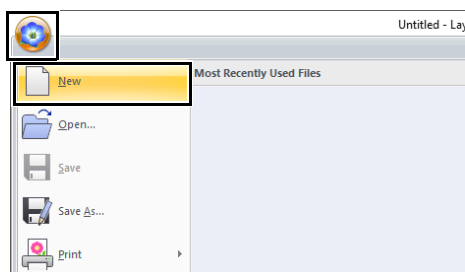 Untitled - Lay
New
Most Recently Used Files
Open...
Save
Save As...
Print